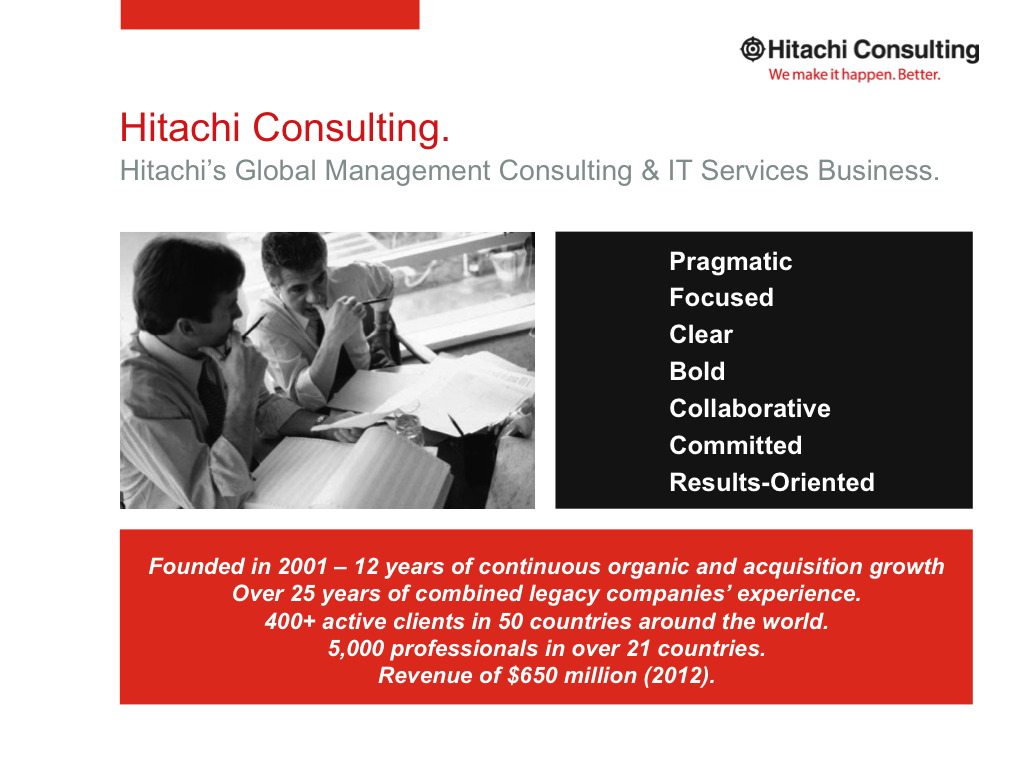 Hitachi Consulting
We make it happen. Better.
Hitachi Consulting.
Hitachi’s Global Management Consulting & IT Services Business.
Pragmatic
Focused
Clear
Bold
Collaborative
Committed
Results-Oriented
Founded in 2001 – 12 years of continuous organic and acquisition growth
Over 25 years of combined legacy companies’ experience.
400+ active clients in 50 countries around the world.
5,000 professionals in over 21 countries.
Revenue of $650 million (2012).